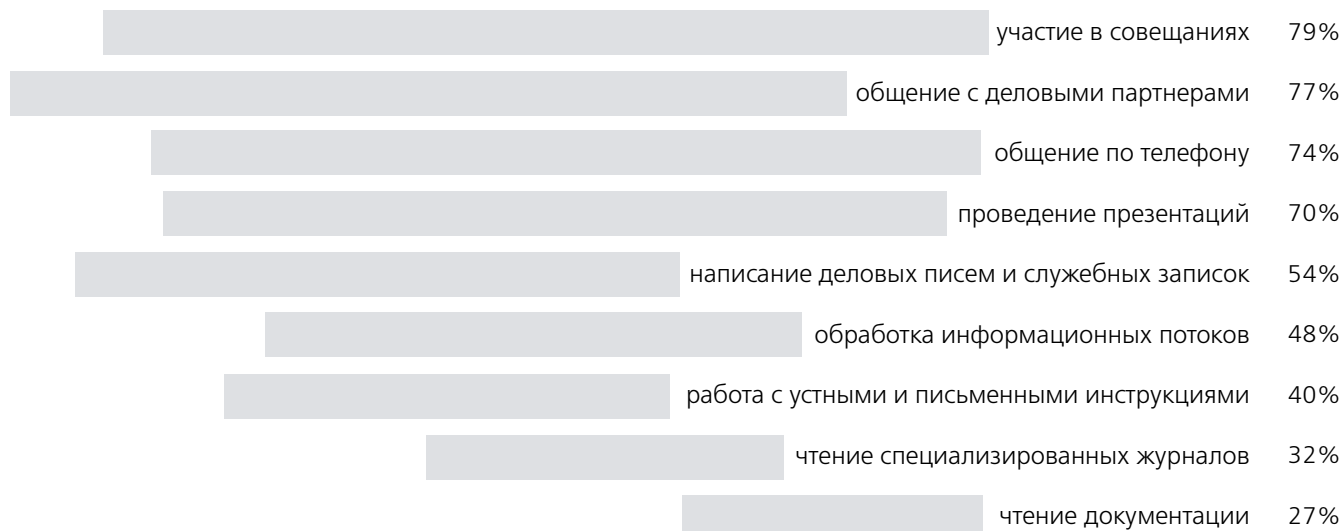 участие в совещаниях 79%
общение с деловыми партнерами 77%
общение по телефону 74%
проведение презентаций 70%
написание деловых писем и служебных записок 54%
обработка информационных потоков 48%
работа с устными и письменными инструкциями 40%
чтение специализированных журналов 32%
чтение документации 27%